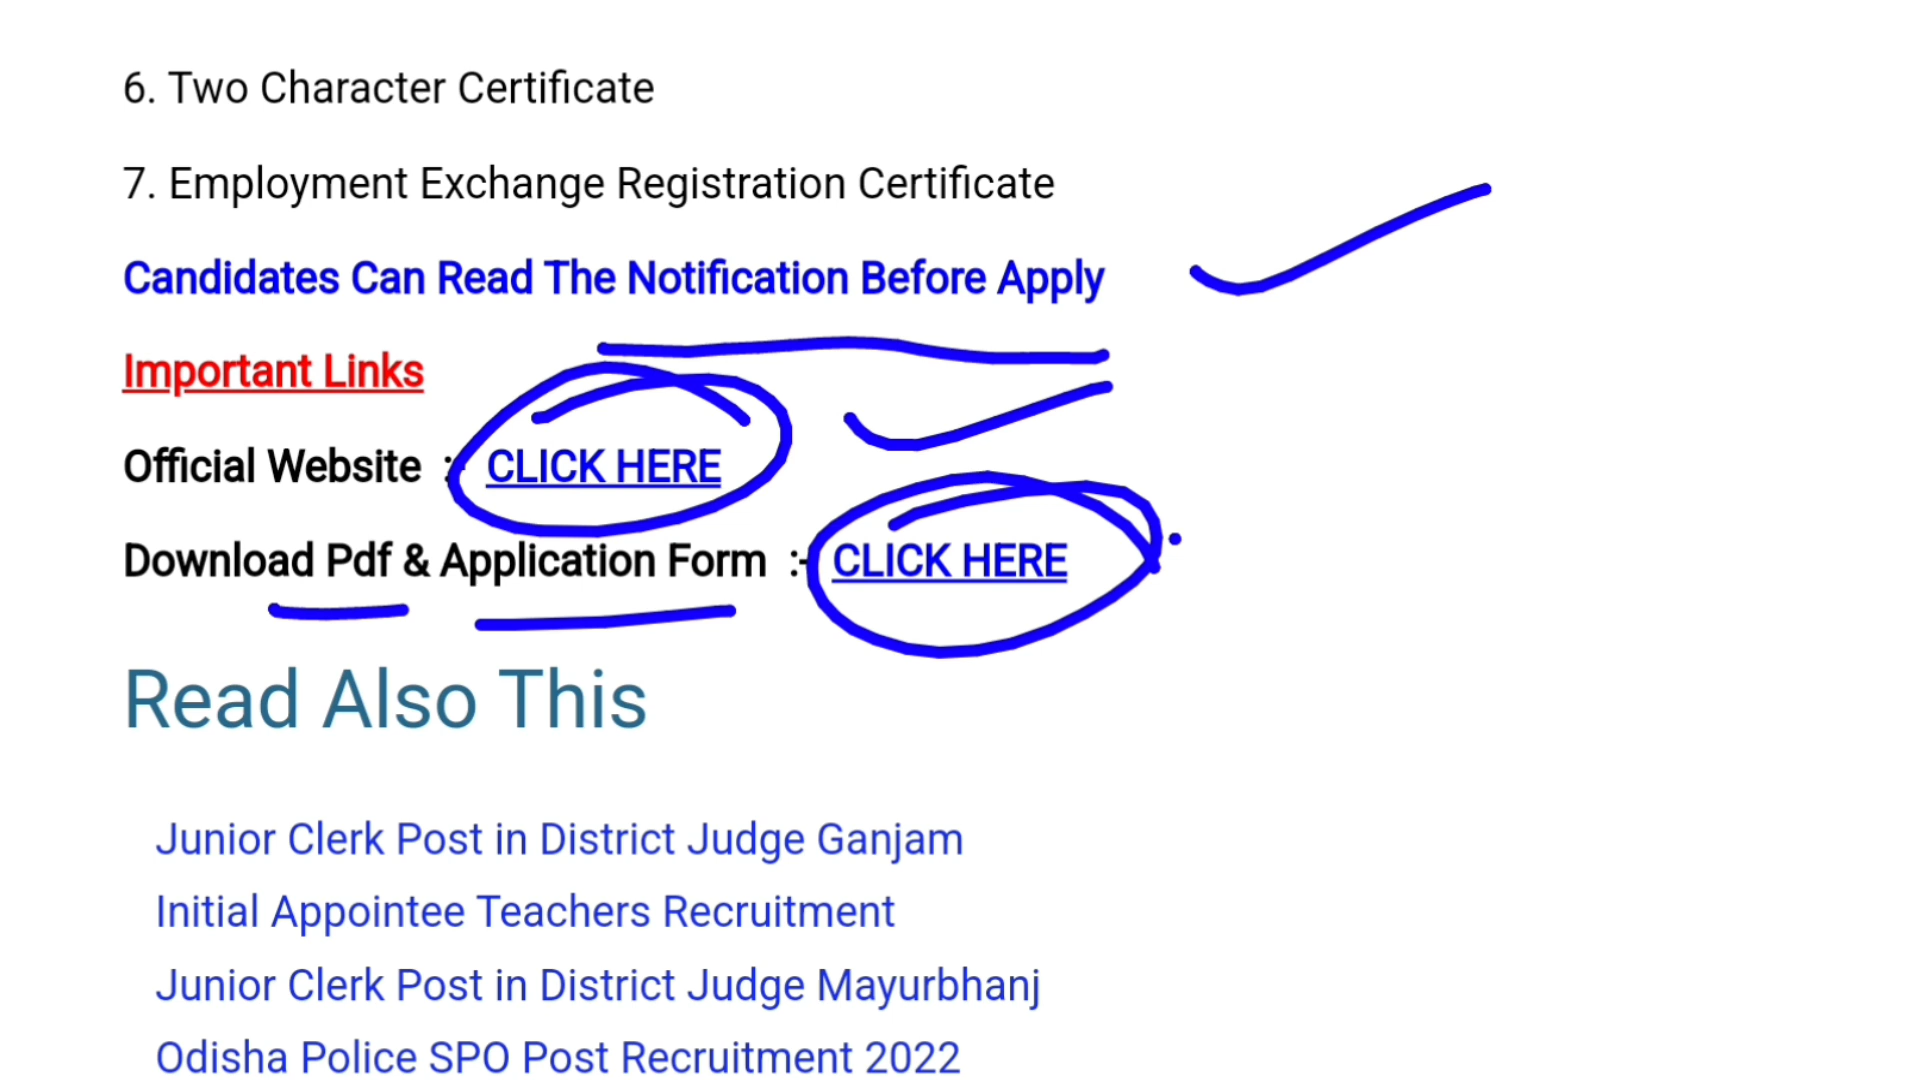 6. Two Character Certificate
7. Employment Exchange Registration Certificate
Candidates Can Read The Notification Before Apply
Important Links
Official Website :- CLICK HERE
Download Pdf & Application Form :- CLICK HERE
Read Also This
Junior Clerk Post in District Judge Ganjam
Initial Appointee Teachers Recruitment
Junior Clerk Post in District Judge Mayurbhanj
Odisha Police SPO Post Recruitment 2022